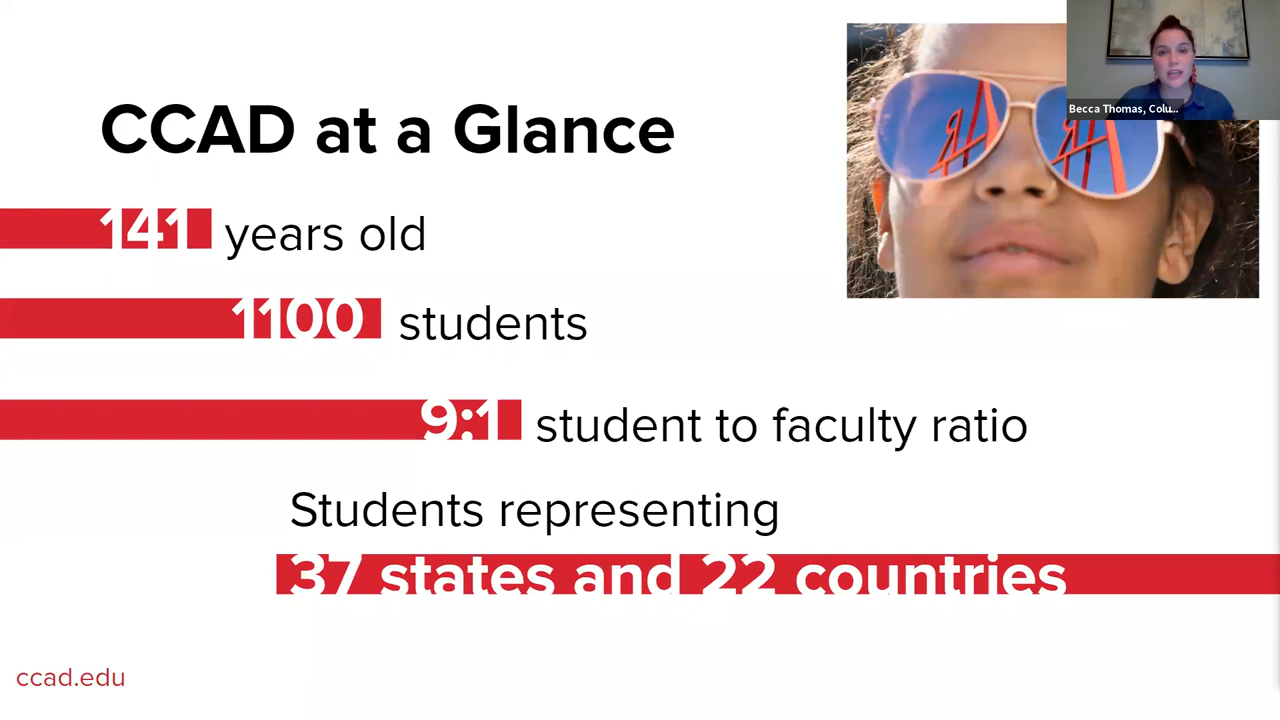 CCAD at a Glance
141 years old
1100 students
9:1 student to faculty ratio
Students representing
37 states and 22 countries
ccad.edu
Becca Thomas, Colu...